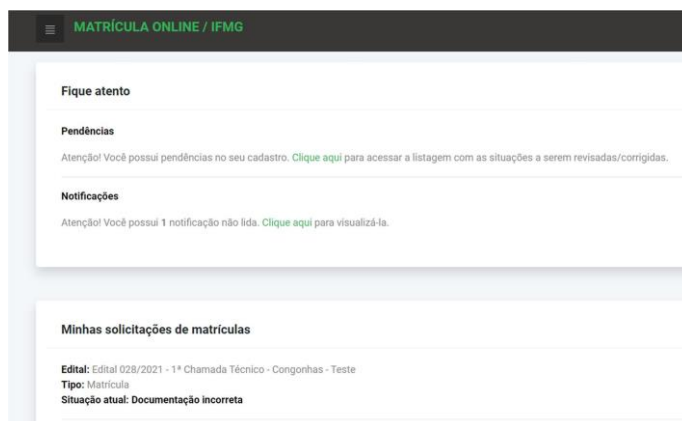 MATRÍCULA ONLINE / IFMG
Fique atento
Pendências
Atenção! Você possui pendências no seu cadastro. Clique aqui para acessar a listagem com as situações a serem revisadas/corrigidas.
Notificações
Atenção! Você possui 1 notificação não lida. Clique aqui para visualizá-la.
Minhas solicitações de matrículas
Edital: Edital 028/2021 - 1ª Chamada Técnico - Congonhas - Teste
Tipo: Matrícula
Situação atual: Documentação incorreta